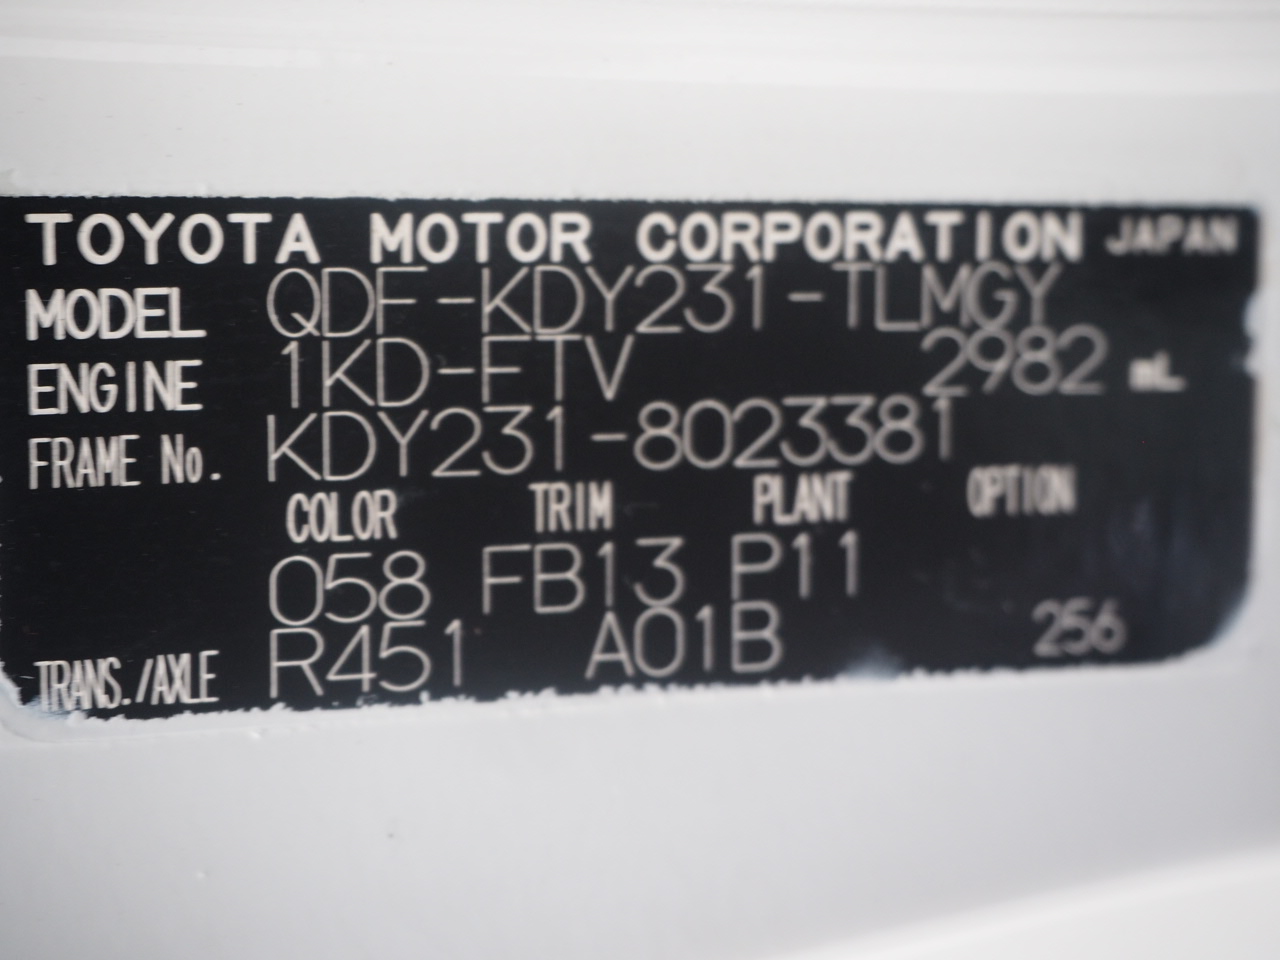 TOYOTA MOTOR CORPORATION JAPAN
MODEL QDF-KDY231-TLMGY
ENGINE 1KD-FTV 2982 mL
FRAME No. KDY231-8023381
COLOR TRIM PLANT OPTION
058 FB13 P11
TRANS./AXLE R451 A01B 256